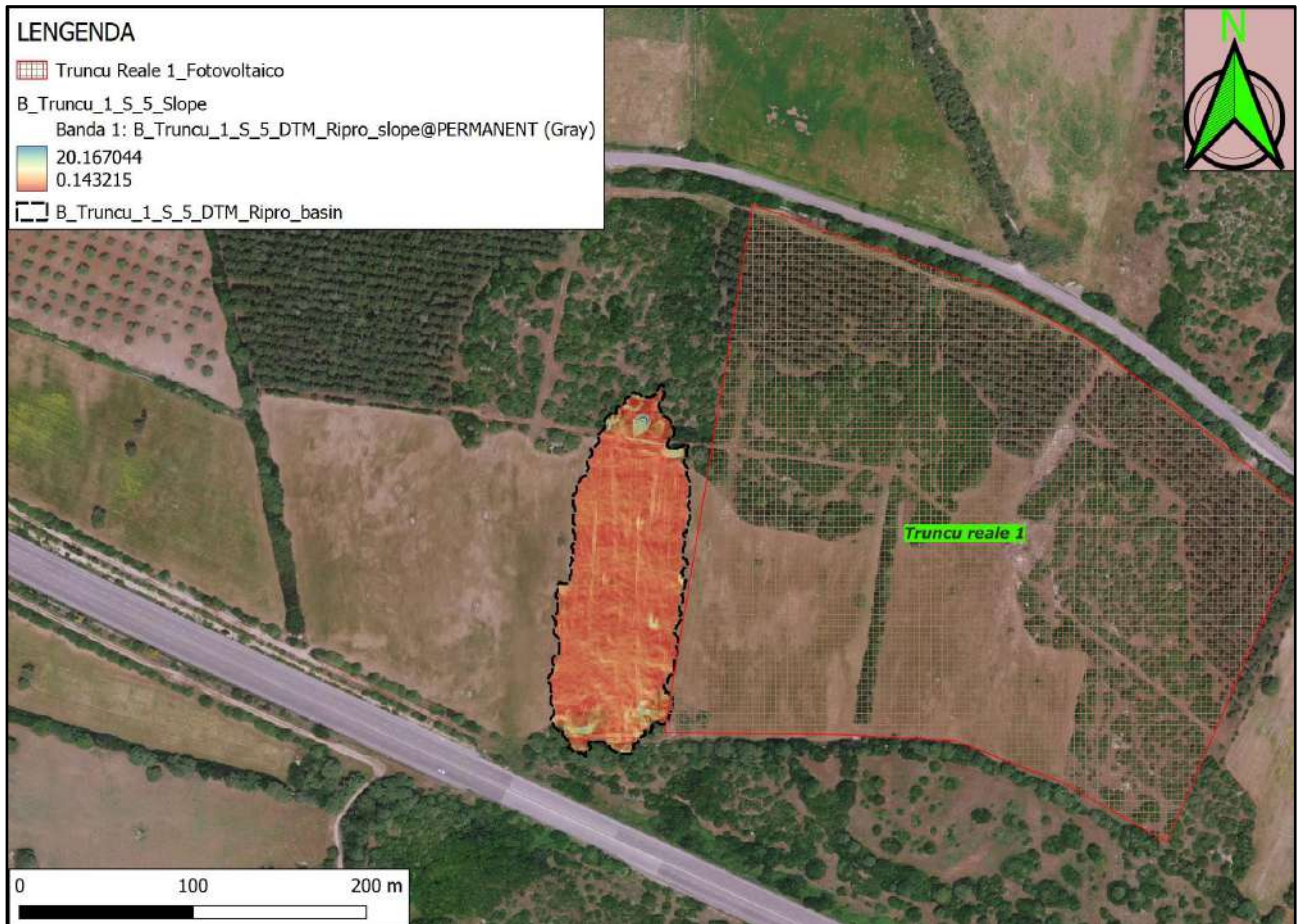 LENGENDA
Truncu Reale 1_Fotovoltaico
B_Truncu_1_S_5_Slope
Banda 1: B_Truncu_1_S_5_DTM_Ripro_slope@PERMANENT (Gray)
20.167044
0.143215
B_Truncu_1_S_5_DTM_Ripro_basin
N
Truncu reale 1
0 100 200 m